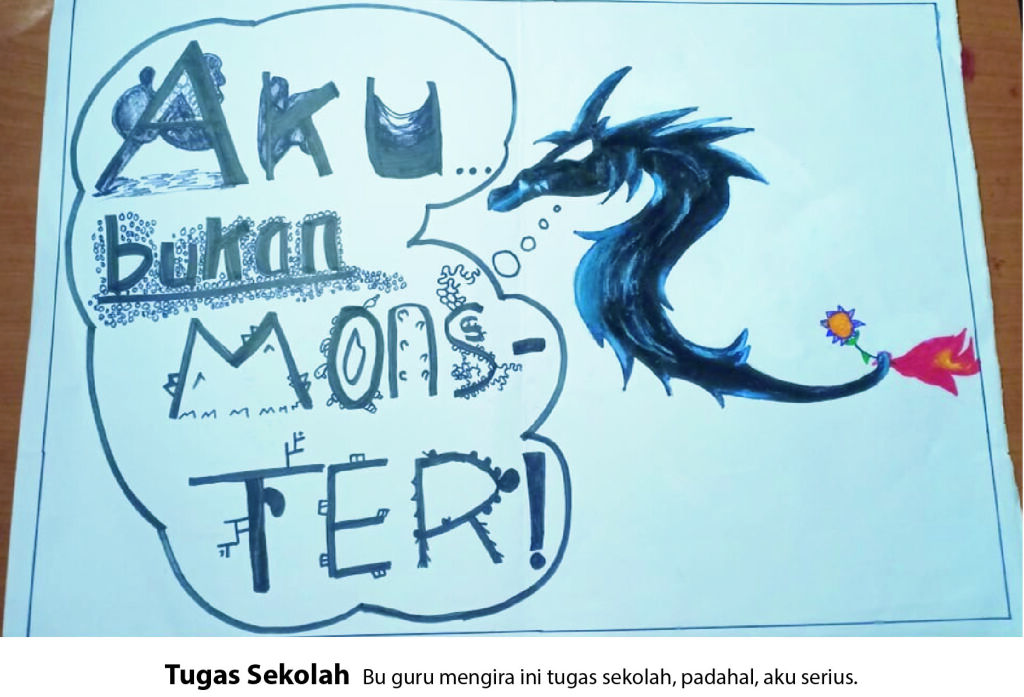 AKU...
bukan
MONS-
TER!
Tugas Sekolah Bu guru mengira ini tugas sekolah, padahal, aku serius.